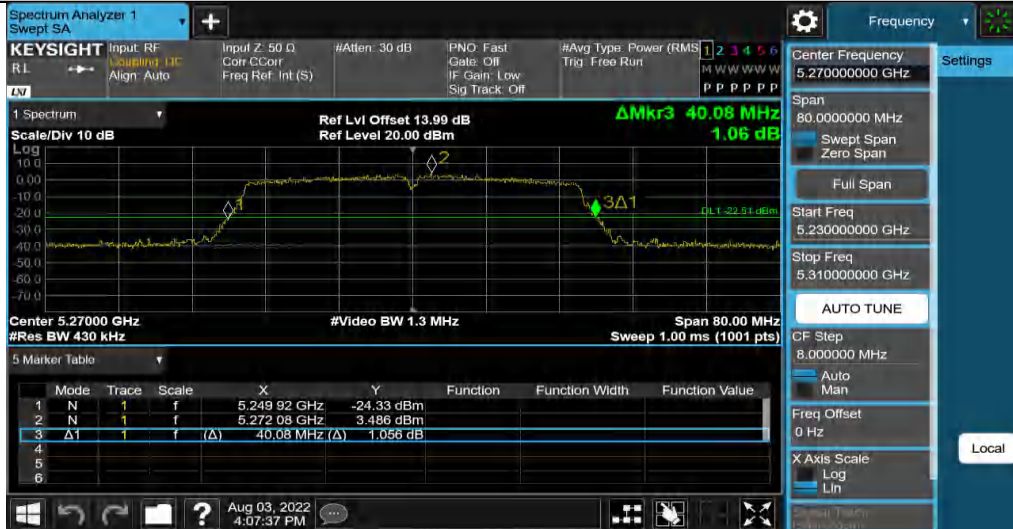 Spectrum Analyzer 1
Swept SA
+
Frequency
KEYSIGHT
RL
LXI
Input: RF
Coupling: DC
Align: Auto
Input Z: 50 Ω
Corr CCorr
Freq Ref: Int (S)
#Atten: 30 dB
PNO: Fast
Gate: Off
IF Gain: Low
Sig Track: Off
#Avg Type: Power (RMS
Trig: Free Run
1 2 3 4 5 6
M W W W W W
P P P P P P
1 Spectrum
Scale/Div 10 dB
Ref Lvl Offset 13.99 dB
Ref Level 20.00 dBm
ΔMkr3 40.08 MHz
1.06 dB
Log
10.0
0.00
-10.0
-20.0
-30.0
-40.0
-50.0
-60.0
-70.0
1
2
3Δ1
DL1 -22.51 dBm
Center 5.27000 GHz
#Res BW 430 kHz
#Video BW 1.3 MHz
Span 80.00 MHz
Sweep 1.00 ms (1001 pts)
5 Marker Table
Mode Trace Scale X Y Function Function Width Function Value
1 N 1 f 5.249 92 GHz -24.33 dBm
2 N 1 f 5.272 08 GHz 3.486 dBm
3 Δ1 1 f (Δ) 40.08 MHz (Δ) 1.056 dB
4
5
6
?
Aug 03, 2022
4:07:37 PM
Center Frequency
5.270000000 GHz
Span
80.0000000 MHz
Swept Span
Zero Span
Full Span
Start Freq
5.230000000 GHz
Stop Freq
5.310000000 GHz
AUTO TUNE
CF Step
8.000000 MHz
Auto
Man
Freq Offset
0 Hz
X Axis Scale
Log
Lin
Settings
Local